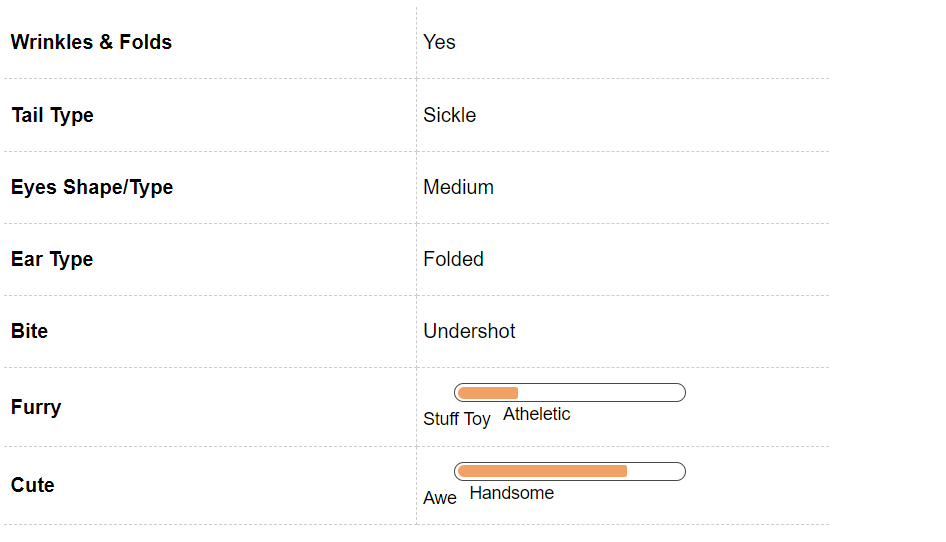 Wrinkles & Folds Yes
Tail Type Sickle
Eyes Shape/Type Medium
Ear Type Folded
Bite Undershot
Furry
Stuff Toy Atheletic
Cute
Awe Handsome